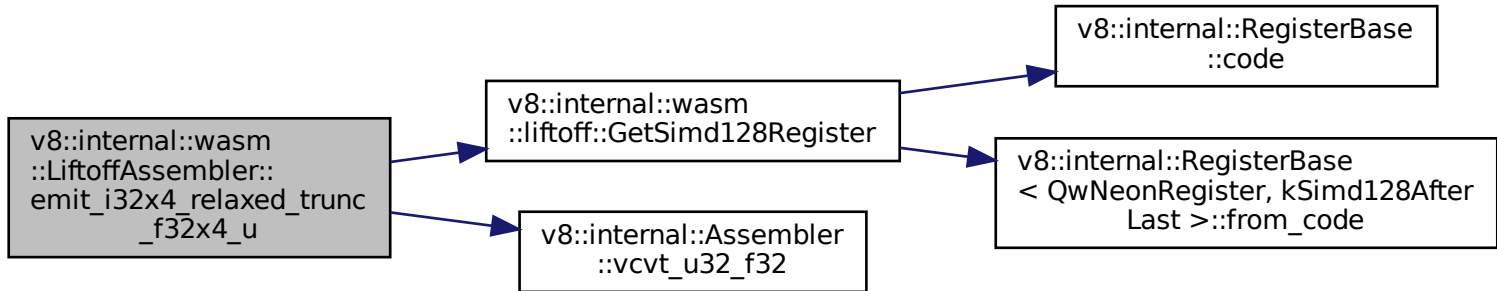 v8::internal::wasm
::LiftoffAssembler::
emit_i32x4_relaxed_trunc
_f32x4_u
v8::internal::wasm
::liftoff::GetSimd128Register
v8::internal::RegisterBase
::code
v8::internal::RegisterBase
< QwNeonRegister, kSimd128After
Last >::from_code
v8::internal::Assembler
::vcvt_u32_f32